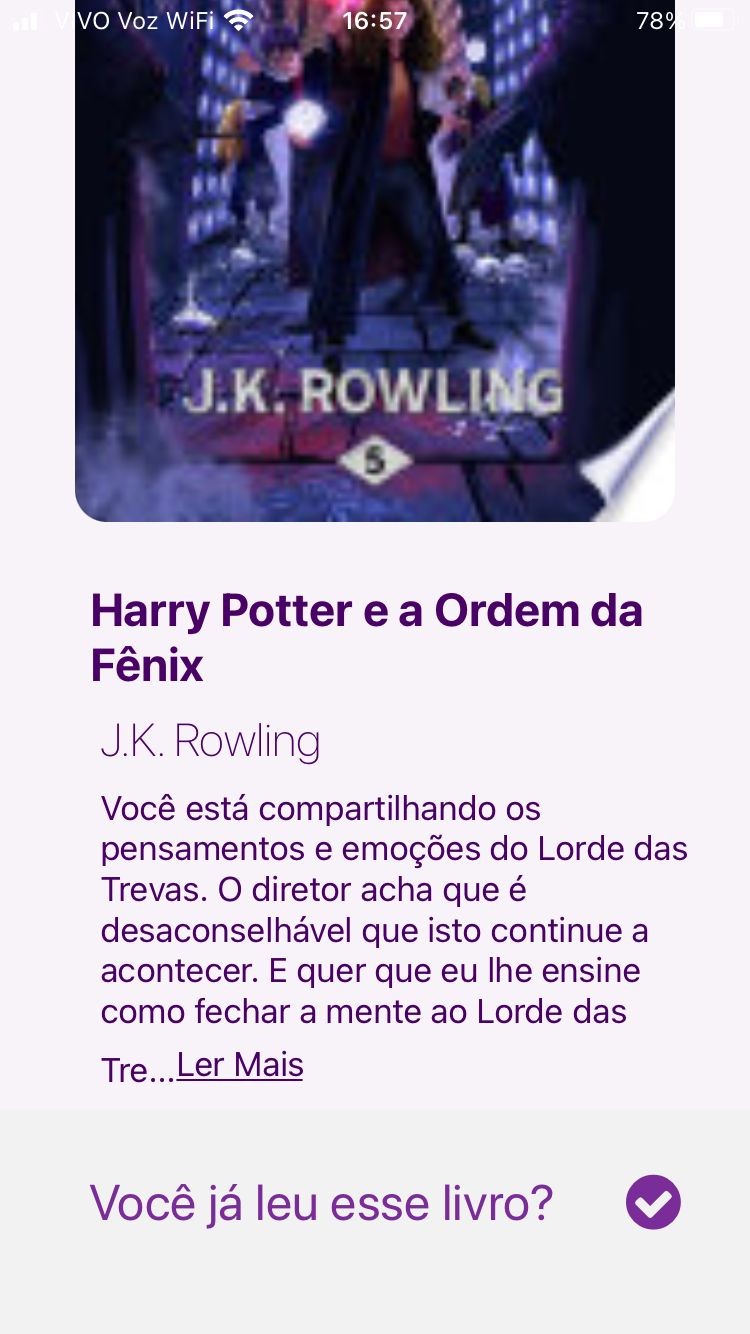 VIVO Voz WiFi 16:57 78%
J.K. ROWLING
5
Harry Potter e a Ordem da
Fênix
J.K. Rowling
Você está compartilhando os
pensamentos e emoções do Lorde das
Trevas. O diretor acha que é
desaconselhável que isto continue a
acontecer. E quer que eu lhe ensine
como fechar a mente ao Lorde das
Tre...Ler Mais
Você já leu esse livro?